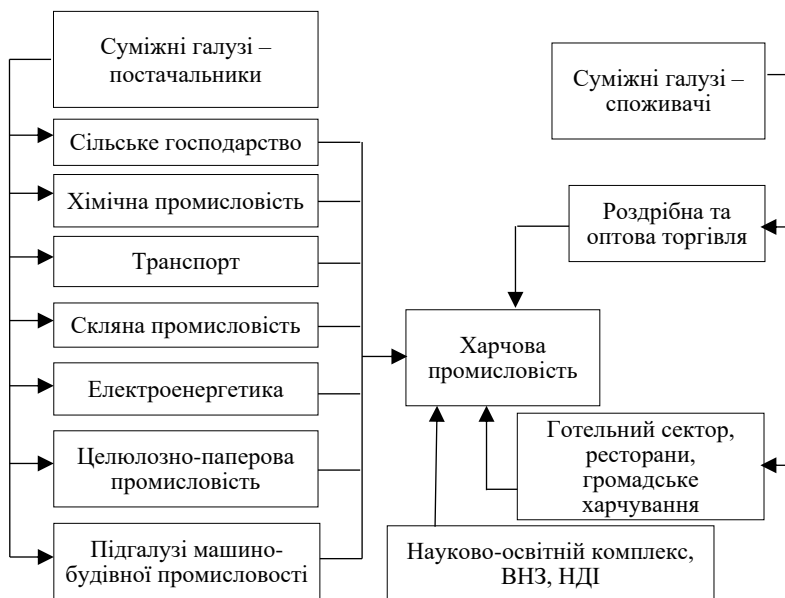 Суміжні галузі –
постачальники
Сільське господарство
Хімічна промисловість
Транспорт
Скляна промисловість
Електроенергетика
Целюлозно-паперова
промисловість
Підгалузі машино-
будівної промисловості
Суміжні галузі –
споживачі
Роздрібна та
оптова торгівля
Харчова
промисловість
Готельний сектор,
ресторани,
громадське
харчування
Науково-освітній комплекс,
ВНЗ, НДІ